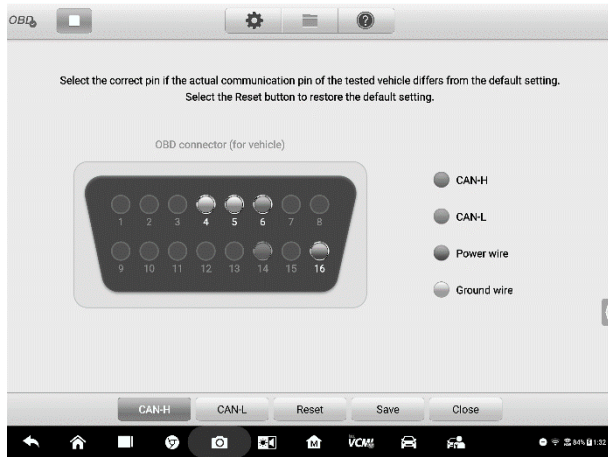 OBD
Select the correct pin if the actual communication pin of the tested vehicle differs from the default setting.
Select the Reset button to restore the default setting.
OBD connector (for vehicle)
1 2 3 4 5 6 7 8
9 10 11 12 13 14 15 16
CAN-H
CAN-L
Power wire
Ground wire
CAN-H CAN-L Reset Save Close
M VCMI 84% 1:32